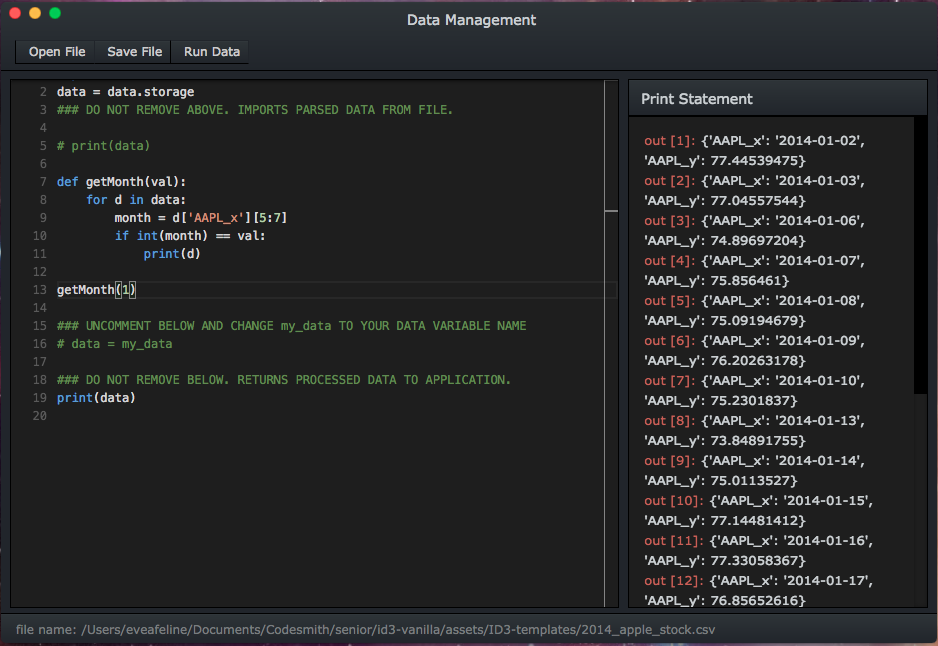 Data Management
Open File Save File Run Data
2 data = data.storage
3 ### DO NOT REMOVE ABOVE. IMPORTS PARSED DATA FROM FILE.
4
5 # print(data)
6
7 def getMonth(val):
8     for d in data:
9         month = d['AAPL_x'][5:7]
10         if int(month) == val:
11             print(d)
12
13 getMonth(1)
14
15 ### UNCOMMENT BELOW AND CHANGE my_data TO YOUR DATA VARIABLE NAME
16 # data = my_data
17
18 ### DO NOT REMOVE BELOW. RETURNS PROCESSED DATA TO APPLICATION.
19 print(data)
20
Print Statement
out [1]: {'AAPL_x': '2014-01-02',
'AAPL_y': 77.44539475}
out [2]: {'AAPL_x': '2014-01-03',
'AAPL_y': 77.04557544}
out [3]: {'AAPL_x': '2014-01-06',
'AAPL_y': 74.89697204}
out [4]: {'AAPL_x': '2014-01-07',
'AAPL_y': 75.856461}
out [5]: {'AAPL_x': '2014-01-08',
'AAPL_y': 75.09194679}
out [6]: {'AAPL_x': '2014-01-09',
'AAPL_y': 76.20263178}
out [7]: {'AAPL_x': '2014-01-10',
'AAPL_y': 75.2301837}
out [8]: {'AAPL_x': '2014-01-13',
'AAPL_y': 73.84891755}
out [9]: {'AAPL_x': '2014-01-14',
'AAPL_y': 75.0113527}
out [10]: {'AAPL_x': '2014-01-15',
'AAPL_y': 77.14481412}
out [11]: {'AAPL_x': '2014-01-16',
'AAPL_y': 77.33058367}
out [12]: {'AAPL_x': '2014-01-17',
'AAPL_y': 76.85652616}
file name: /Users/eveafeline/Documents/Codesmith/senior/id3-vanilla/assets/ID3-templates/2014_apple_stock.csv